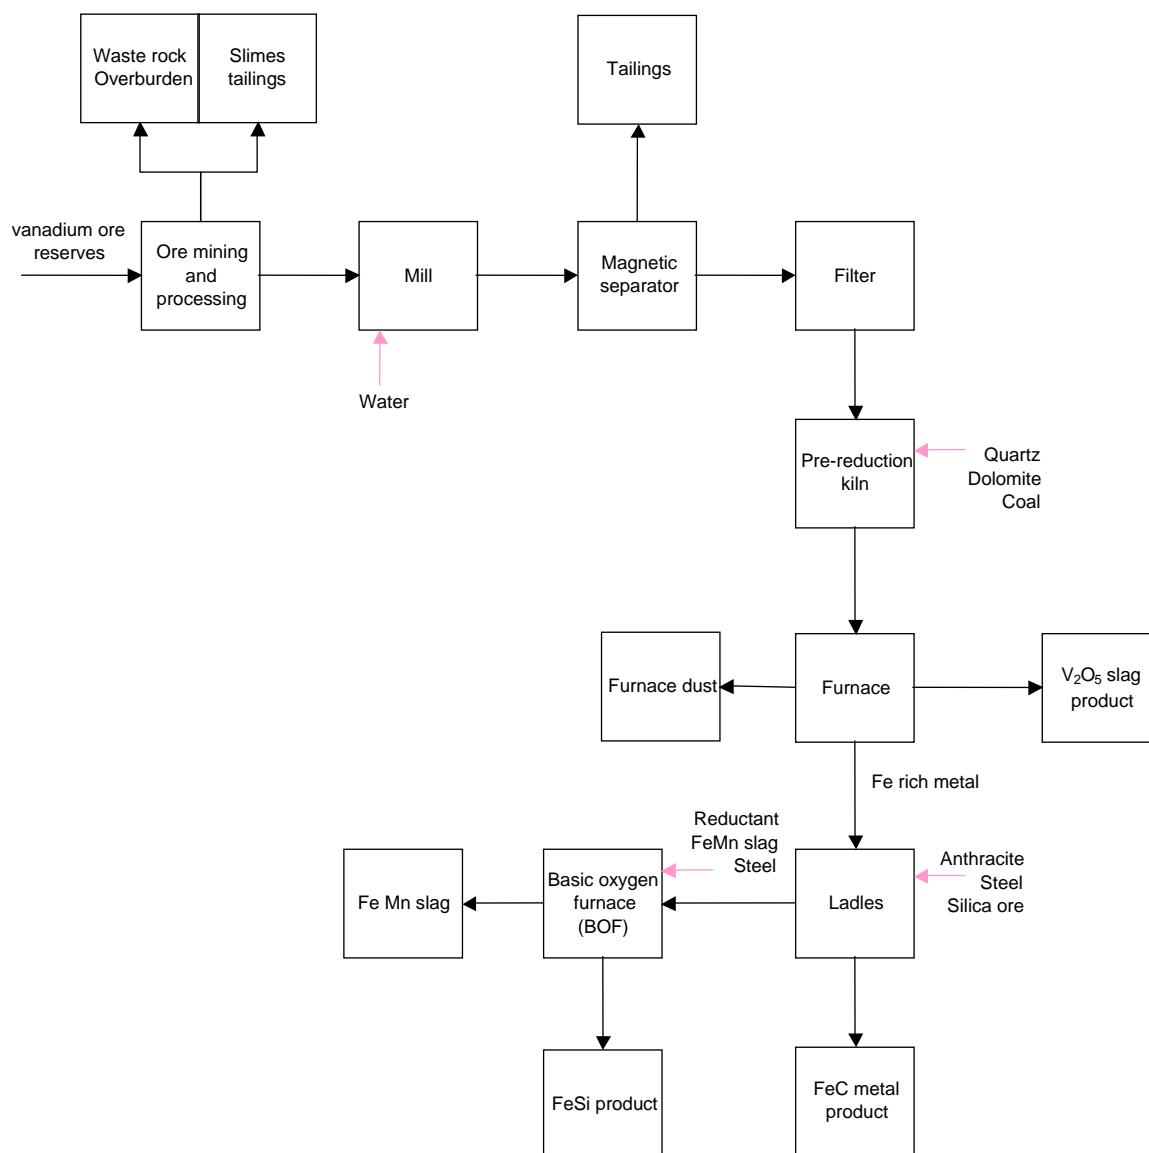 Waste rock
Overburden
Slimes
tailings
Tailings
vanadium ore
reserves
Ore mining
and
processing
Mill
Magnetic
separator
Filter
Water
Pre-reduction
kiln
Quartz
Dolomite
Coal
Furnace dust
Furnace
V₂O₅ slag
product
Fe rich metal
Reductant
FeMn slag
Steel
Fe Mn slag
Basic oxygen
furnace
(BOF)
Ladles
Anthracite
Steel
Silica ore
FeSi product
FeC metal
product